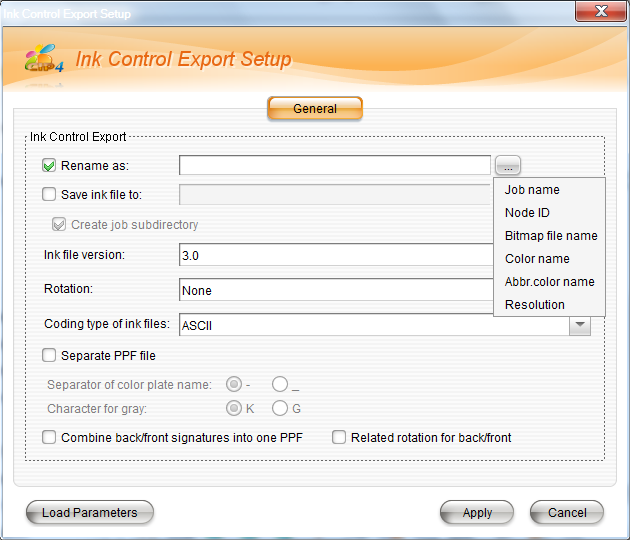 Ink Control Export Setup
CIP4 Ink Control Export Setup
General
Ink Control Export
Rename as: ...
Job name
Save ink file to:
Node ID
Create job subdirectory
Bitmap file name
Ink file version: 3.0
Color name
Abbr.color name
Rotation: None
Resolution
Coding type of ink files: ASCII
Separate PPF file
Separator of color plate name: - _
Character for gray: K G
Combine back/front signatures into one PPF Related rotation for back/front
Load Parameters Apply Cancel